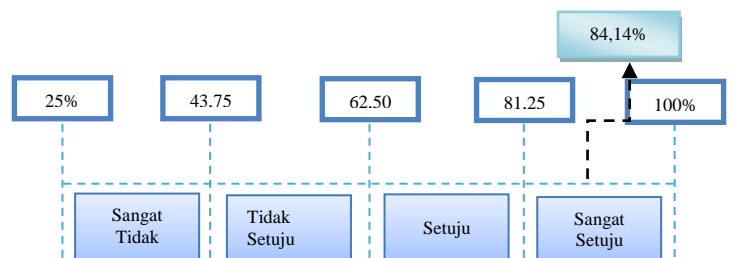 84,14%
25%
43.75
62.50
81.25
100%
Sangat
Tidak
Tidak
Setuju
Setuju
Sangat
Setuju